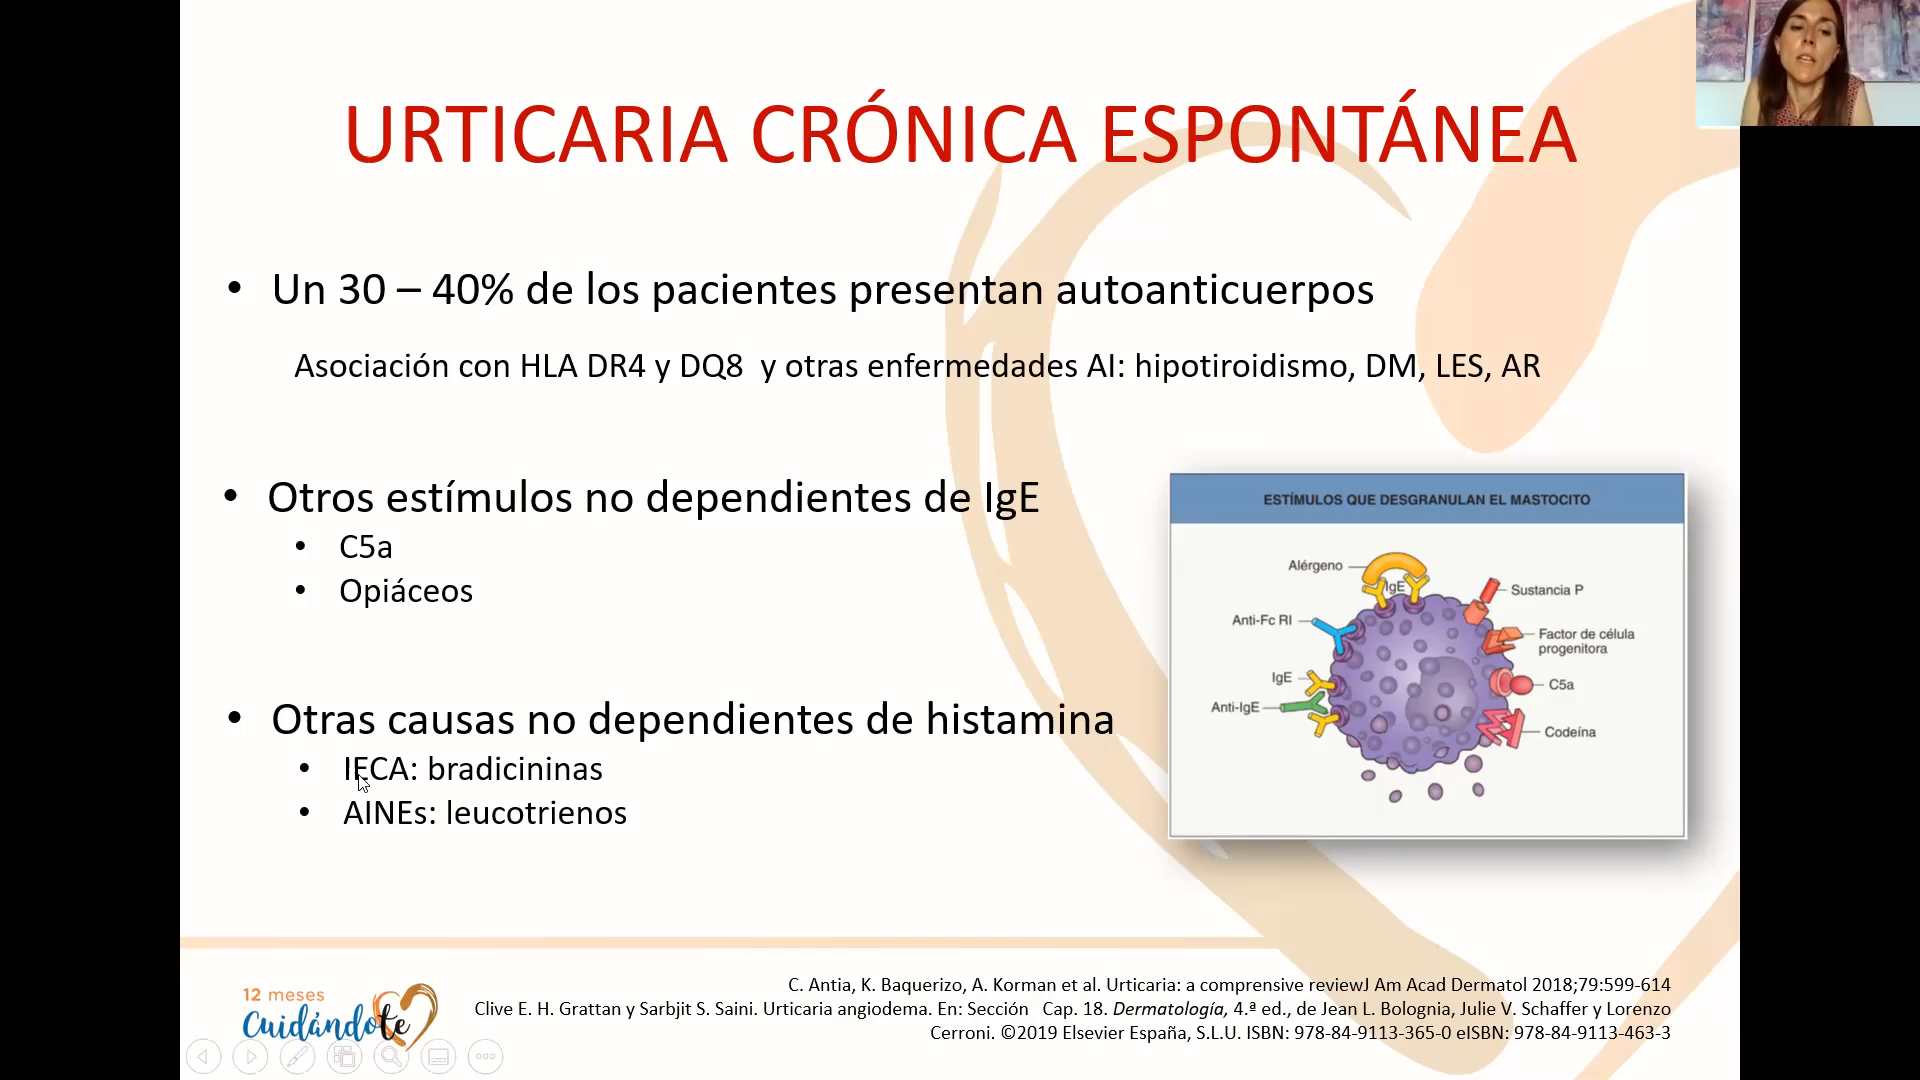 URTICARIA CRÓNICA ESPONTÁNEA
• Un 30 – 40% de los pacientes presentan autoanticuerpos
Asociación con HLA DR4 y DQ8 y otras enfermedades AI: hipotiroidismo, DM, LES, AR
• Otros estímulos no dependientes de IgE
• C5a
• Opiáceos
• Otras causas no dependientes de histamina
• IECA: bradicininas
• AINEs: leucotrienos
ESTÍMULOS QUE DESGRANULAN EL MASTOCITO
Alérgeno
IgE
Sustancia P
Anti-Fc RI
Factor de célula
progenitora
IgE
C5a
Anti-IgE
Codeína
12 meses
Cuidándote
C. Antia, K. Baquerizo, A. Korman et al. Urticaria: a comprensive reviewJ Am Acad Dermatol 2018;79:599-614
Clive E. H. Grattan y Sarbjit S. Saini. Urticaria angiodema. En: Sección Cap. 18. Dermatología, 4.ª ed., de Jean L. Bolognia, Julie V. Schaffer y Lorenzo
Cerroni. ©2019 Elsevier España, S.L.U. ISBN: 978-84-9113-365-0 eISBN: 978-84-9113-463-3